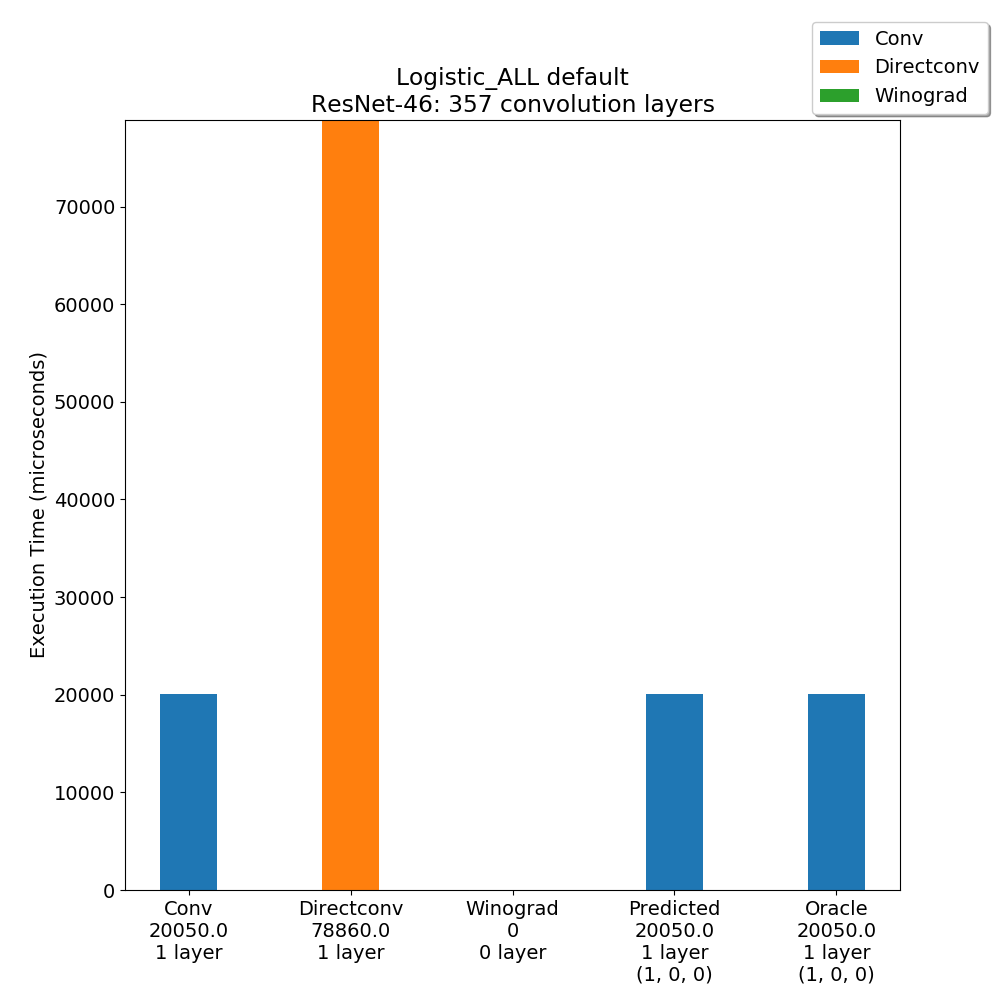 Conv
Directconv
Winograd
Logistic_ALL default
ResNet-46: 357 convolution layers
Execution Time (microseconds)
70000
60000
50000
40000
30000
20000
10000
0
Conv
20050.0
1 layer
Directconv
78860.0
1 layer
Winograd
0
0 layer
Predicted
20050.0
1 layer
(1, 0, 0)
Oracle
20050.0
1 layer
(1, 0, 0)